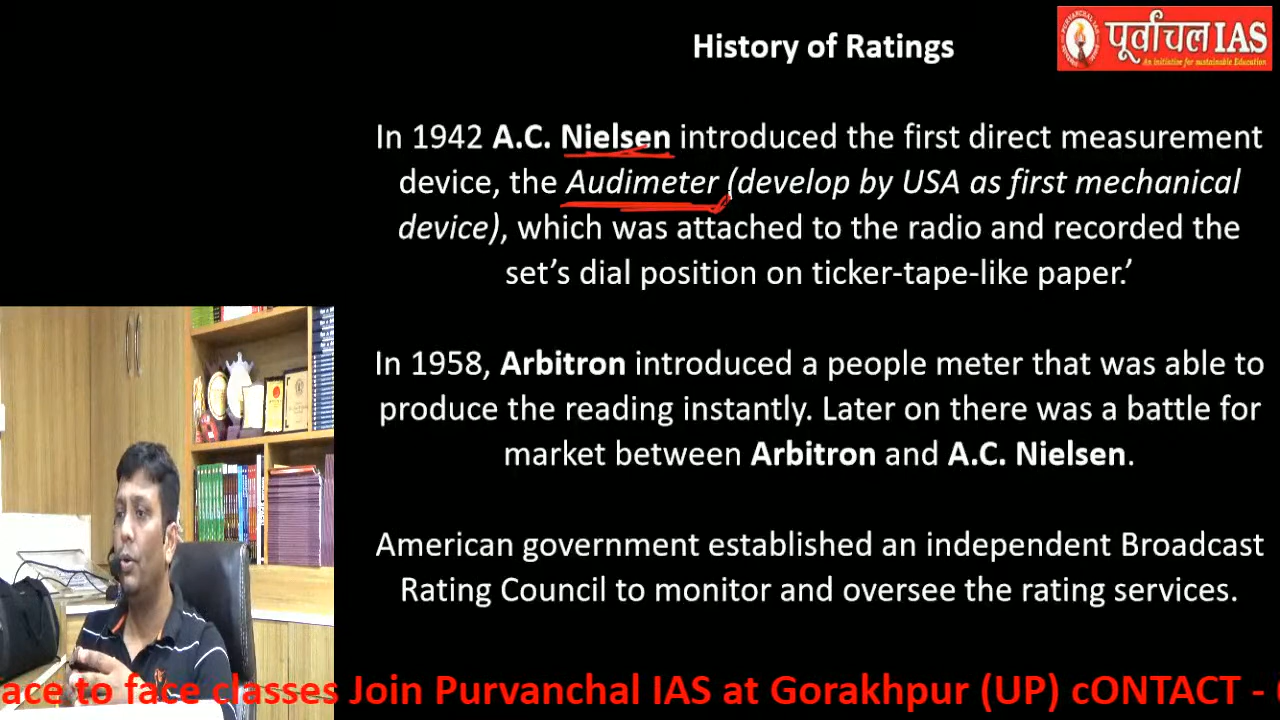 History of Ratings
पूर्वांचल IAS
An initiative for sustainable Education
In 1942 A.C. Nielsen introduced the first direct measurement
device, the Audimeter (develop by USA as first mechanical
device), which was attached to the radio and recorded the
set’s dial position on ticker-tape-like paper.’
In 1958, Arbitron introduced a people meter that was able to
produce the reading instantly. Later on there was a battle for
market between Arbitron and A.C. Nielsen.
American government established an independent Broadcast
Rating Council to monitor and oversee the rating services.
ace to face classes Join Purvanchal IAS at Gorakhpur (UP) cONTACT -